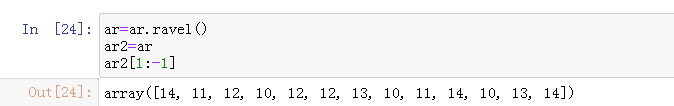 In [24]: ar=ar.ravel()
ar2=ar
ar2[1:-1]
Out[24]: array([14, 11, 12, 10, 12, 12, 13, 10, 11, 14, 10, 13, 14])